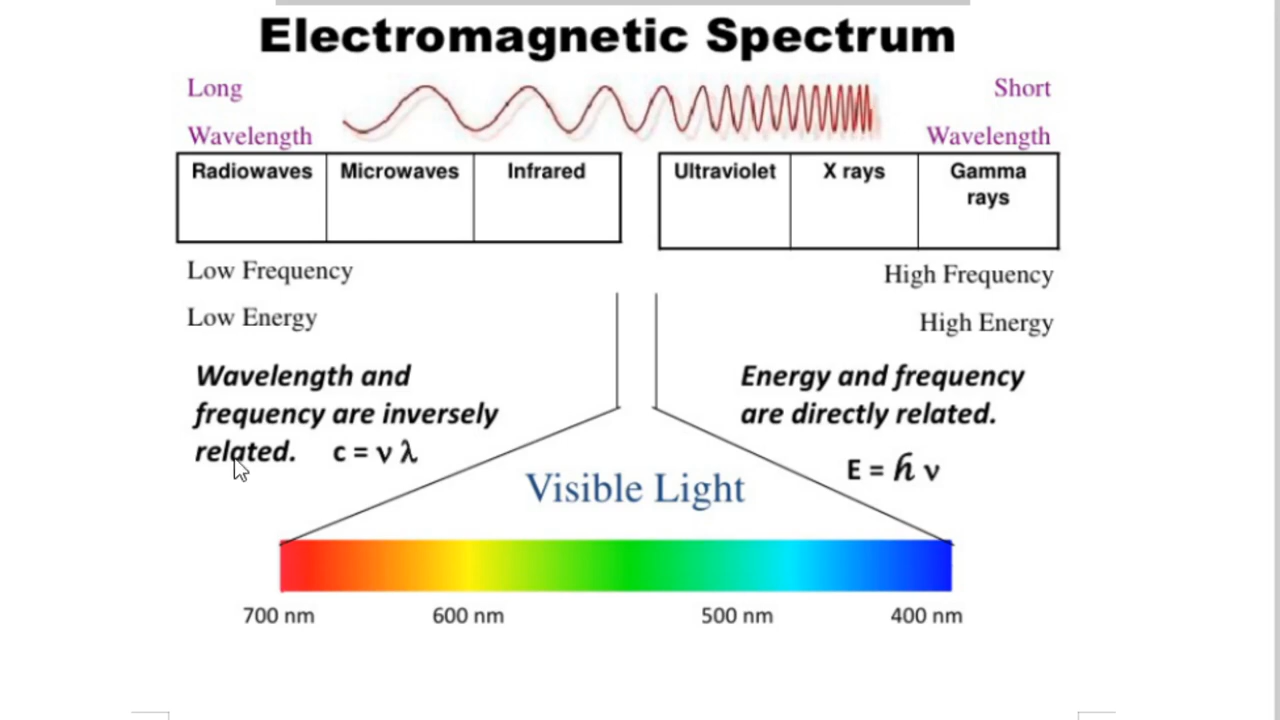 Electromagnetic Spectrum
Long
Wavelength
Short
Wavelength
Radiowaves
Microwaves
Infrared
Ultraviolet
X rays
Gamma
rays
Low Frequency
Low Energy
High Frequency
High Energy
Wavelength and
frequency are inversely
related. c = ν λ
Energy and frequency
are directly related.
E = ℏ ν
Visible Light
700 nm
600 nm
500 nm
400 nm